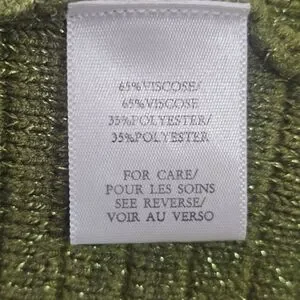 65%VISCOSE/
65%VISCOSE
35%POLYESTER/
35%POLYESTER
FOR CARE/
POUR LES SOINS
SEE REVERSE/
VOIR AU VERSO